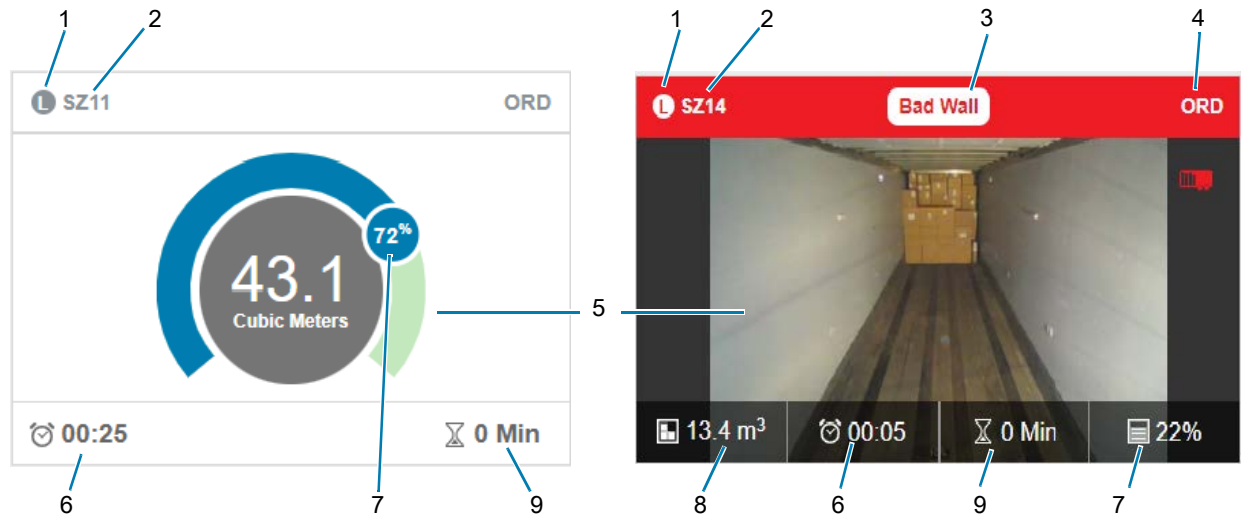 1 2
1 2 3 4
L SZ11 ORD
L SZ14 Bad Wall ORD
72%
43.1
Cubic Meters
5
00:25 0 Min
13.4 m³ 00:05 0 Min 22%
6 7 9
8 6 9 7